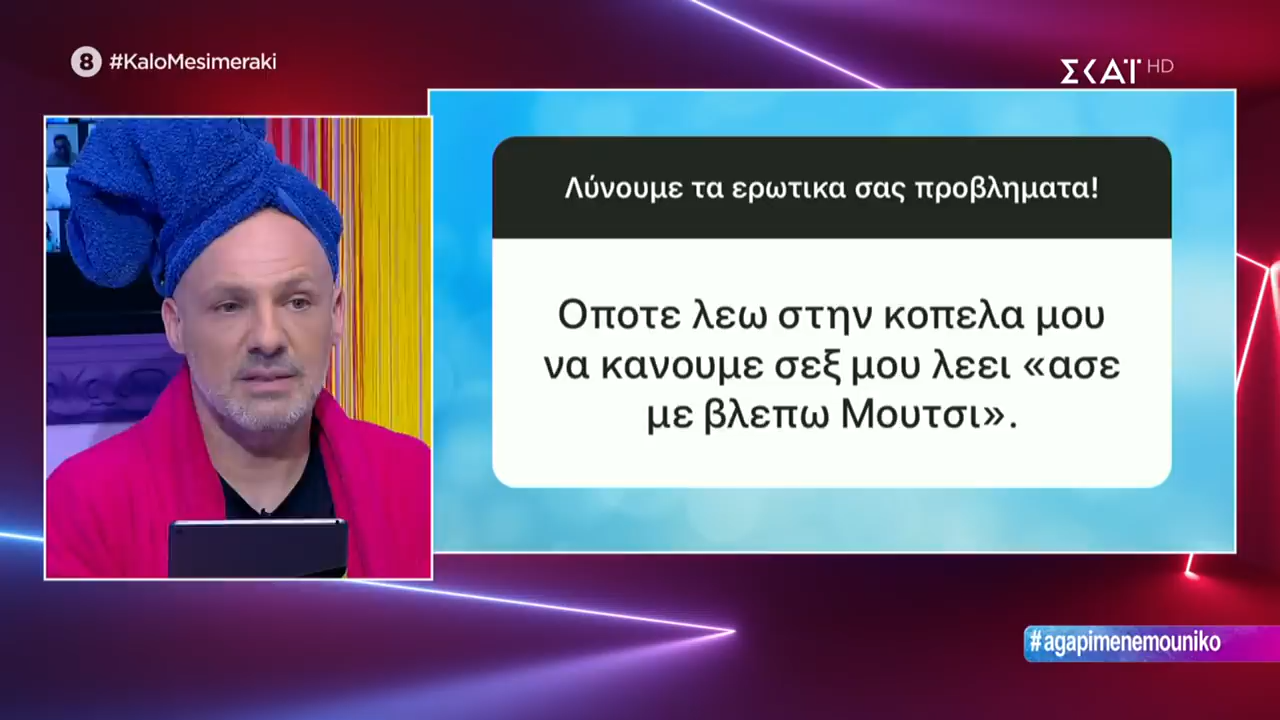 8 #KaloMesimeraki
ΣΚΑΪ HD
Λύνουμε τα ερωτικα σας προβληματα!
Οποτε λεω στην κοπελα μου
να κανουμε σεξ μου λεει «ασε
με βλεπω Μουτσι».
#agapimenemouniko